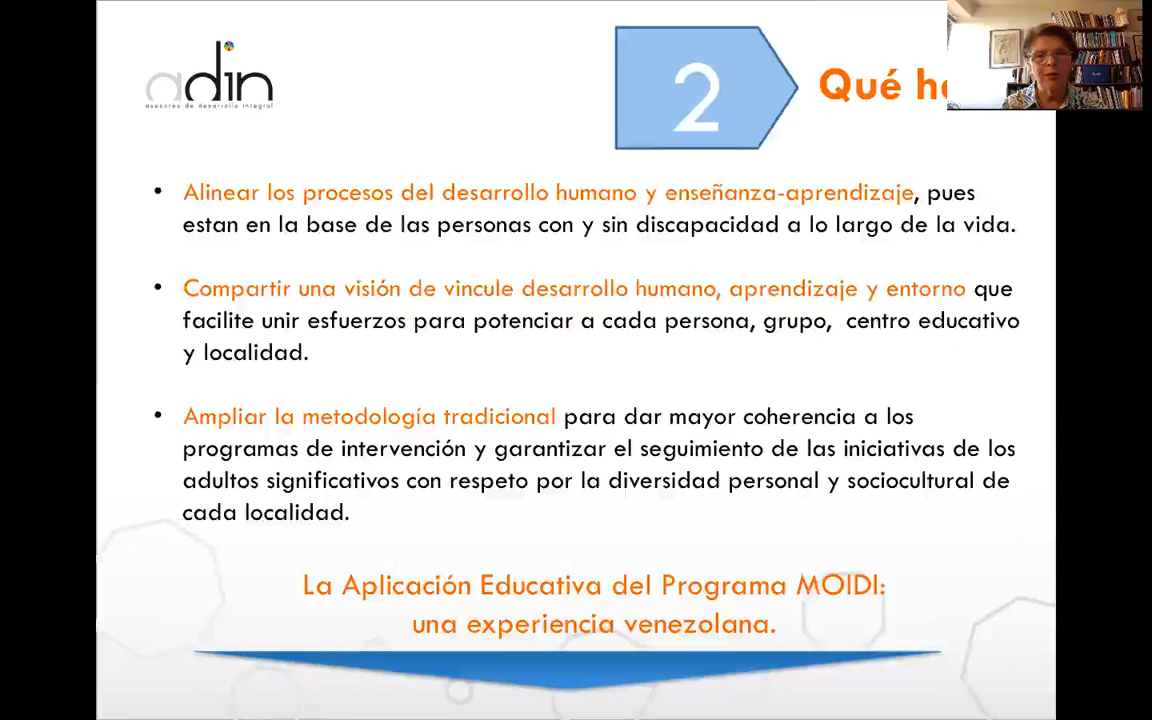 adin
asesores de desarrollo integral
2
Qué
• Alinear los procesos del desarrollo humano y enseñanza-aprendizaje, pues
estan en la base de las personas con y sin discapacidad a lo largo de la vida.
• Compartir una visión de vincule desarrollo humano, aprendizaje y entorno que
facilite unir esfuerzos para potenciar a cada persona, grupo, centro educativo
y localidad.
• Ampliar la metodología tradicional para dar mayor coherencia a los
programas de intervención y garantizar el seguimiento de las iniciativas de los
adultos significativos con respeto por la diversidad personal y sociocultural de
cada localidad.
La Aplicación Educativa del Programa MOIDI:
una experiencia venezolana.